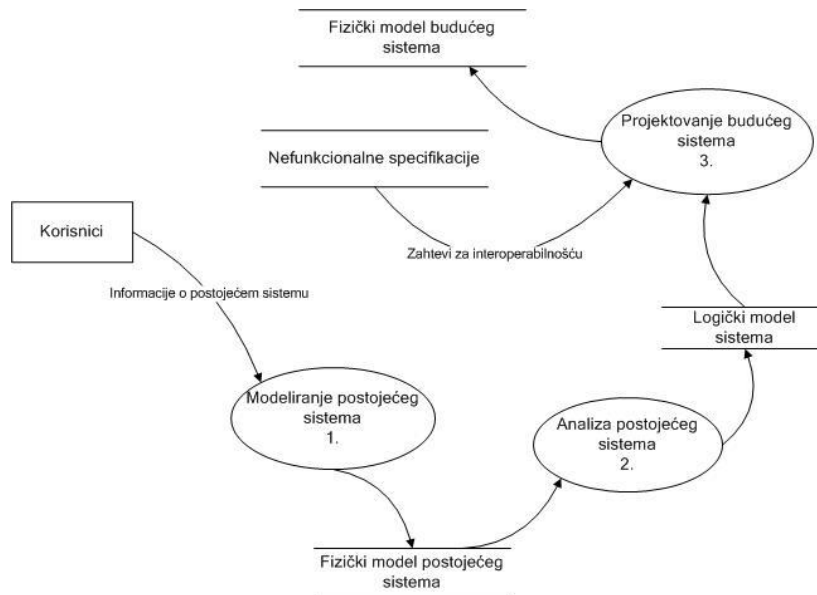 Fizički model budućeg
sistema
Projektovanje budućeg
sistema
3.
Nefunkcionalne specifikacije
Korisnici
Zahtevi za interoperabilnošću
Informacije o postojećem sistemu
Logički model
sistema
Modeliranje postojećeg
sistema
1.
Analiza postojećeg
sistema
2.
Fizički model postojećeg
sistema